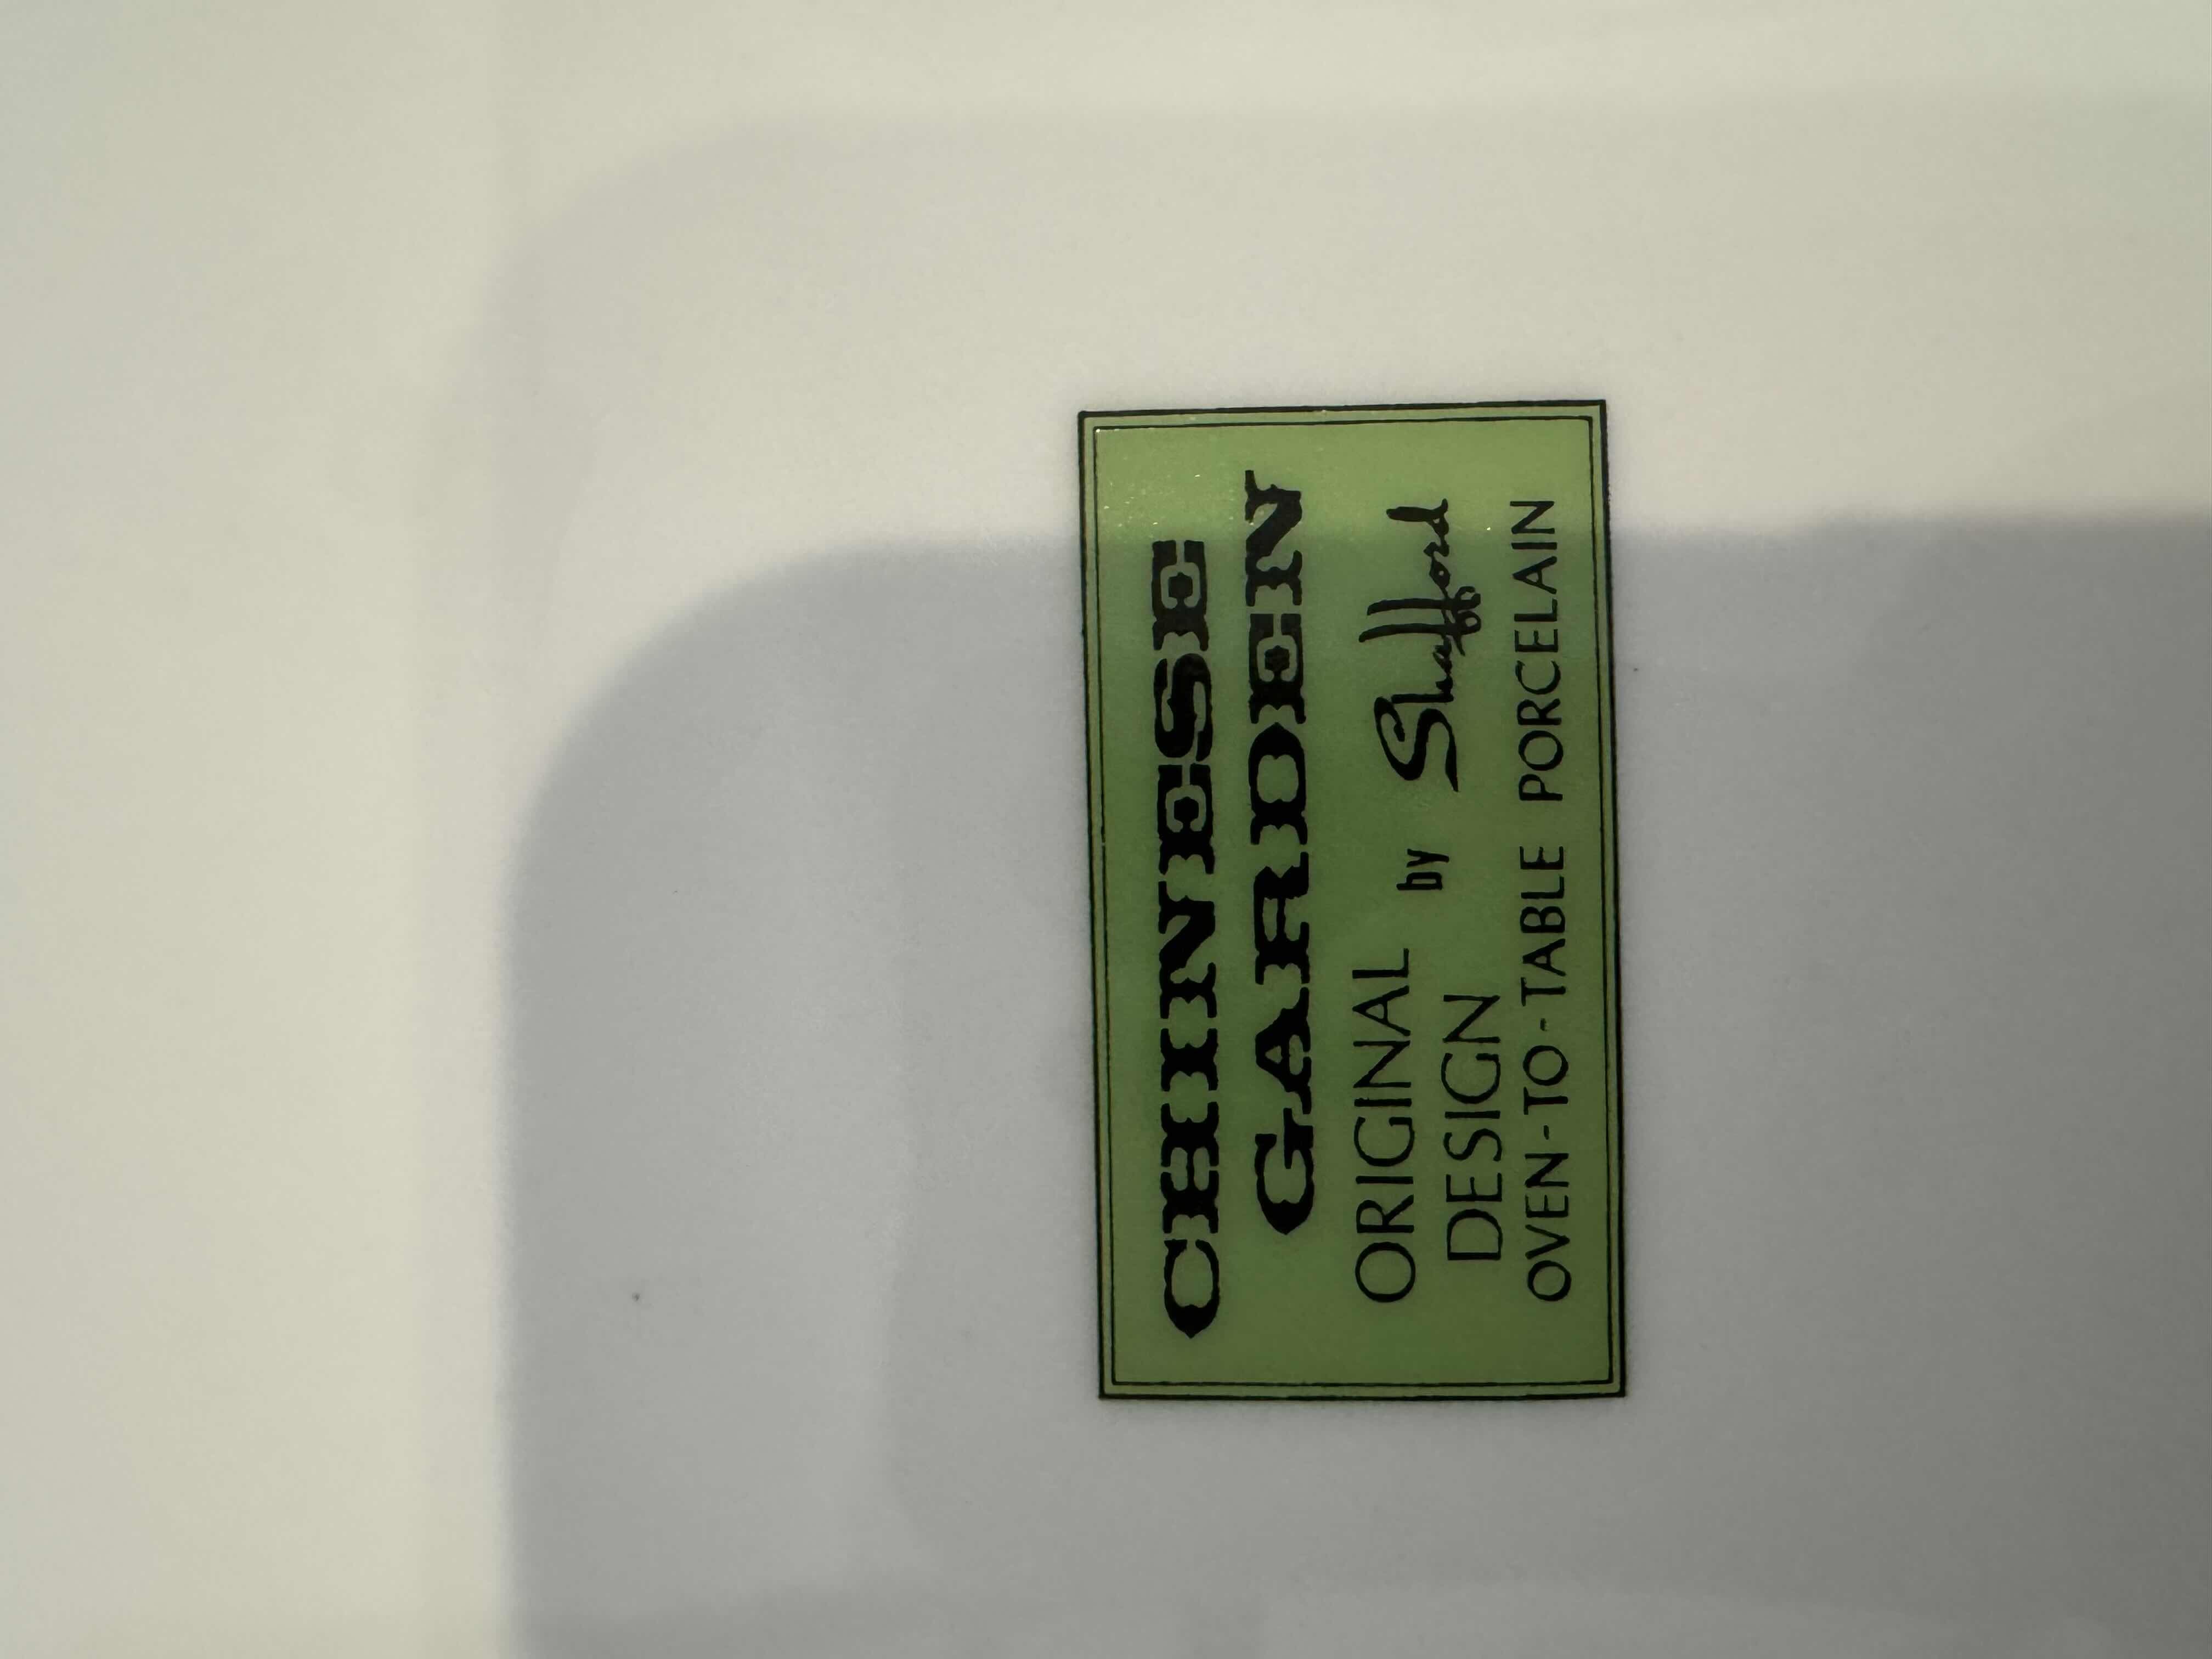 CHINESE
GARDEN
ORIGINAL
DESIGN
by Shafford
OVEN-TO-TABLE PORCELAIN